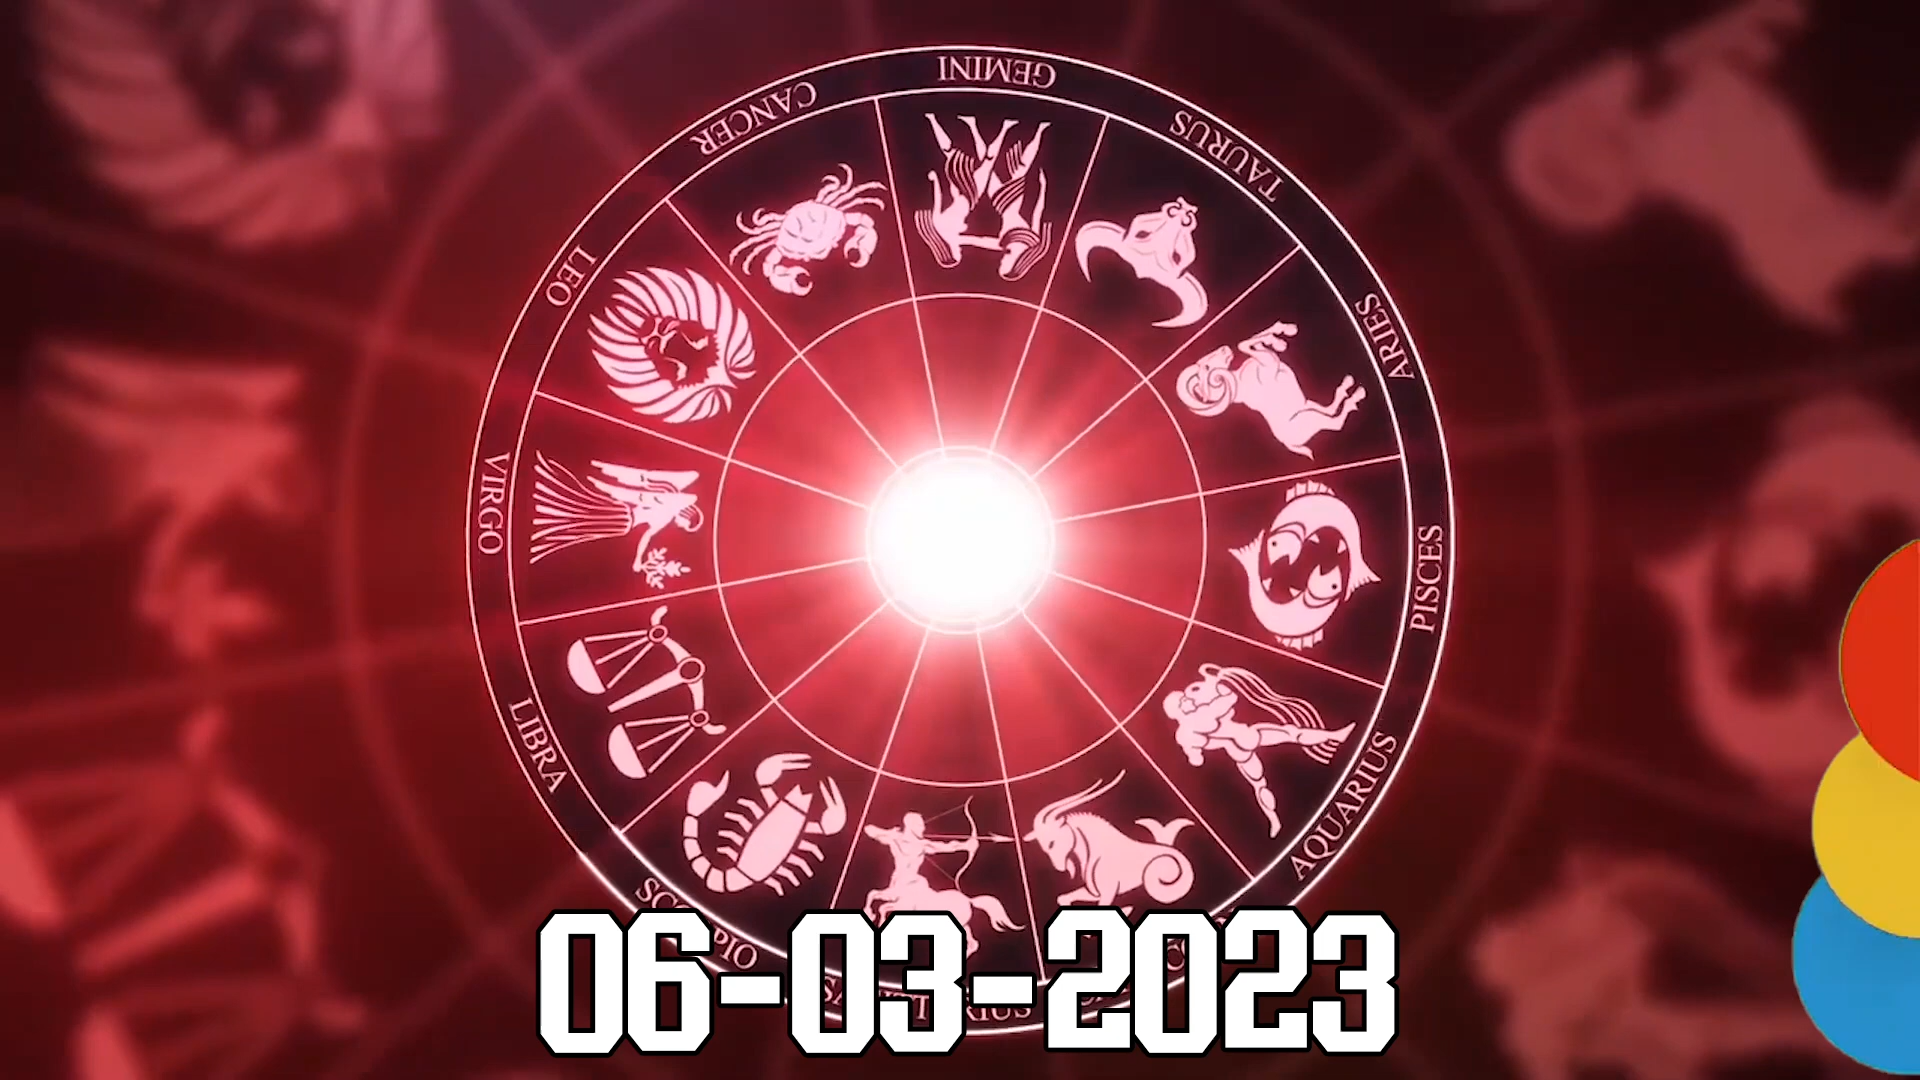 GEMINI
TAURUS
ARIES
PISCES
AQUARIUS
LIBRA
VIRGO
LEO
CANCER
06-03-2023